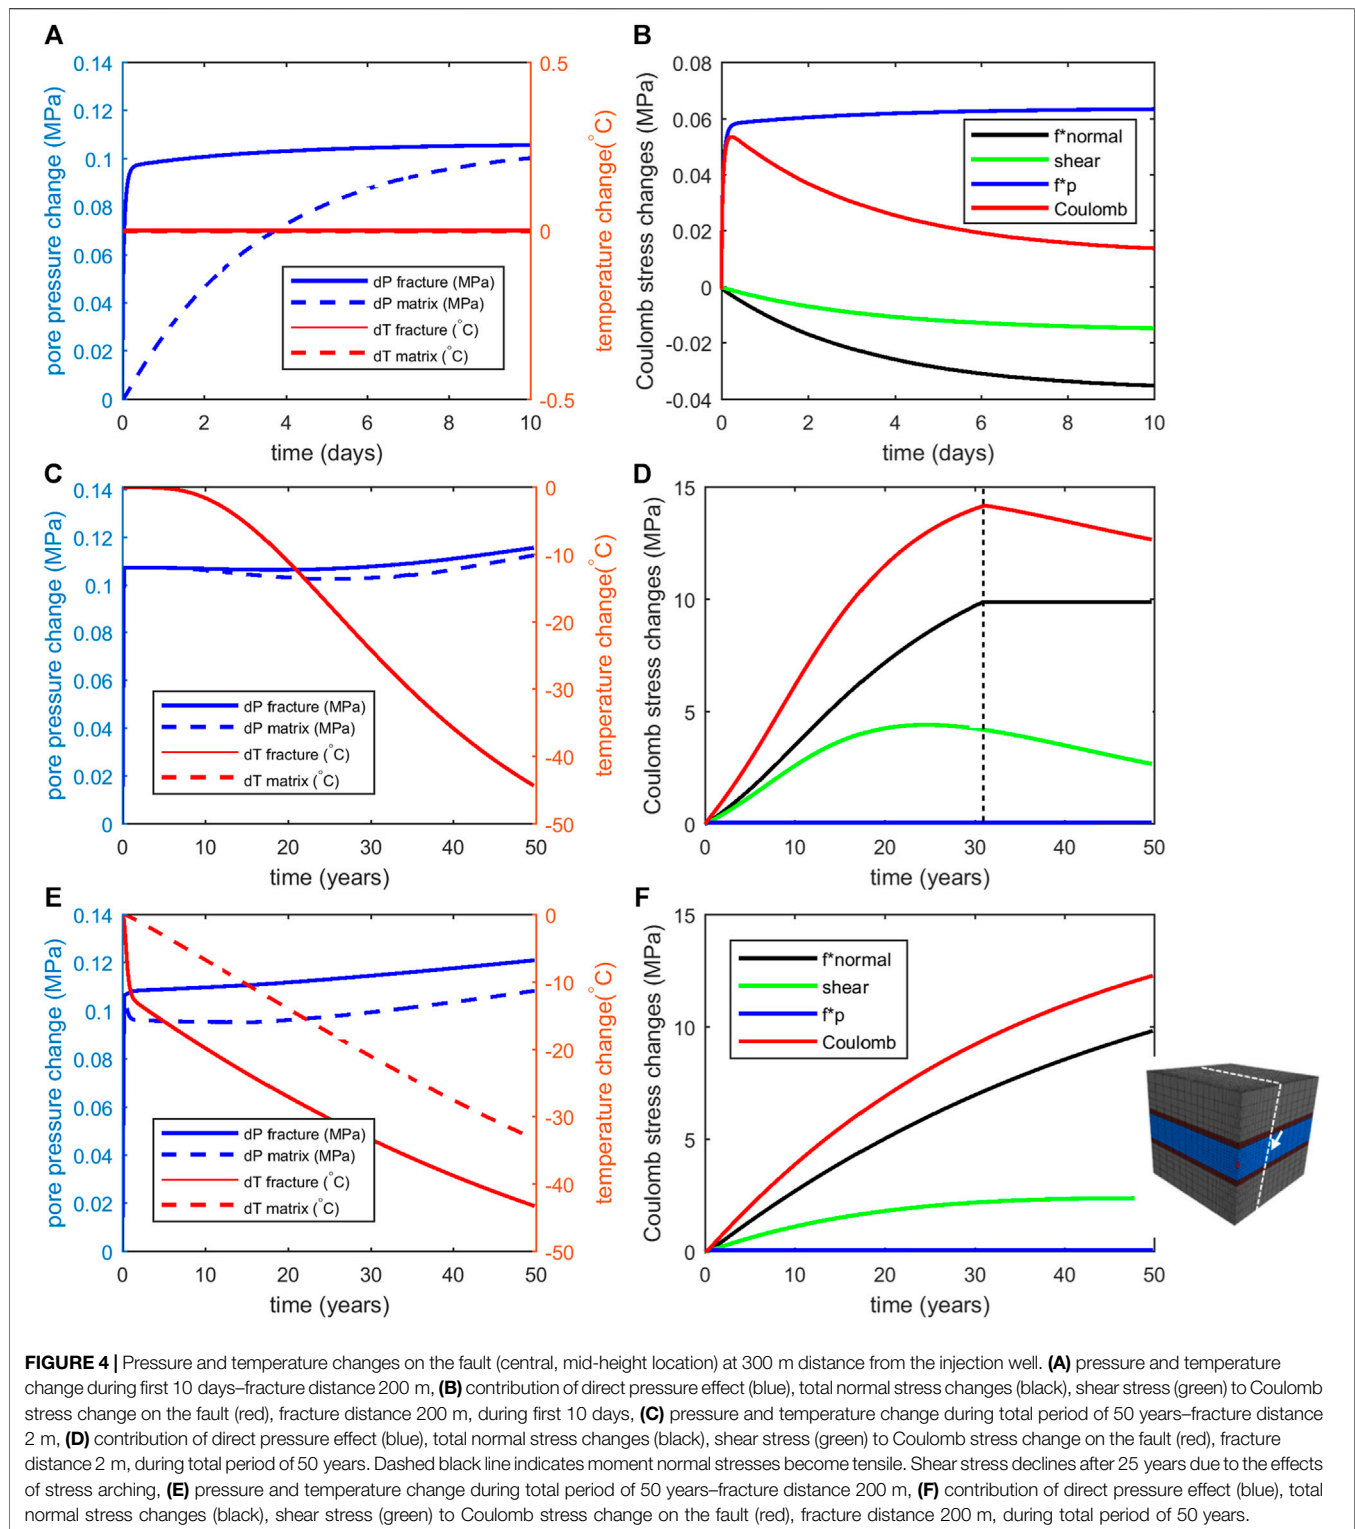 A
0.14
0.12
0.1
0.08
0.06
0.04
0.02
0
pore pressure change (MPa)
0.5
0
-0.5
temperature change(°C)
dP fracture (MPa)
dP matrix (MPa)
dT fracture (°C)
dT matrix (°C)
0 2 4 6 8 10
time (days)
B
0.08
0.06
0.04
0.02
0
-0.02
-0.04
Coulomb stress changes (MPa)
f*normal
shear
f*p
Coulomb
0 2 4 6 8 10
time (days)
C
0.14
0.12
0.1
0.08
0.06
0.04
0.02
0
pore pressure change (MPa)
0
-10
-20
-30
-40
-50
temperature change(°C)
dP fracture (MPa)
dP matrix (MPa)
dT fracture (°C)
dT matrix (°C)
0 10 20 30 40 50
time (years)
D
15
10
5
0
Coulomb stress changes (MPa)
0 10 20 30 40 50
time (years)
E
0.14
0.12
0.1
0.08
0.06
0.04
0.02
0
pore pressure change (MPa)
0
-10
-20
-30
-40
-50
temperature change(°C)
dP fracture (MPa)
dP matrix (MPa)
dT fracture (°C)
dT matrix (°C)
0 10 20 30 40 50
time (years)
F
15
10
5
0
Coulomb stress changes (MPa)
f*normal
shear
f*p
Coulomb
0 10 20 30 40 50
time (years)
FIGURE 4 | Pressure and temperature changes on the fault (central, mid-height location) at 300 m distance from the injection well. (A) pressure and temperature
change during first 10 days–fracture distance 200 m, (B) contribution of direct pressure effect (blue), total normal stress changes (black), shear stress (green) to Coulomb
stress change on the fault (red), fracture distance 200 m, during first 10 days, (C) pressure and temperature change during total period of 50 years–fracture distance
2 m, (D) contribution of direct pressure effect (blue), total normal stress changes (black), shear stress (green) to Coulomb stress change on the fault (red), fracture
distance 2 m, during total period of 50 years. Dashed black line indicates moment normal stresses become tensile. Shear stress declines after 25 years due to the effects
of stress arching, (E) pressure and temperature change during total period of 50 years–fracture distance 200 m, (F) contribution of direct pressure effect (blue), total
normal stress changes (black), shear stress (green) to Coulomb stress change on the fault (red), fracture distance 200 m, during total period of 50 years.